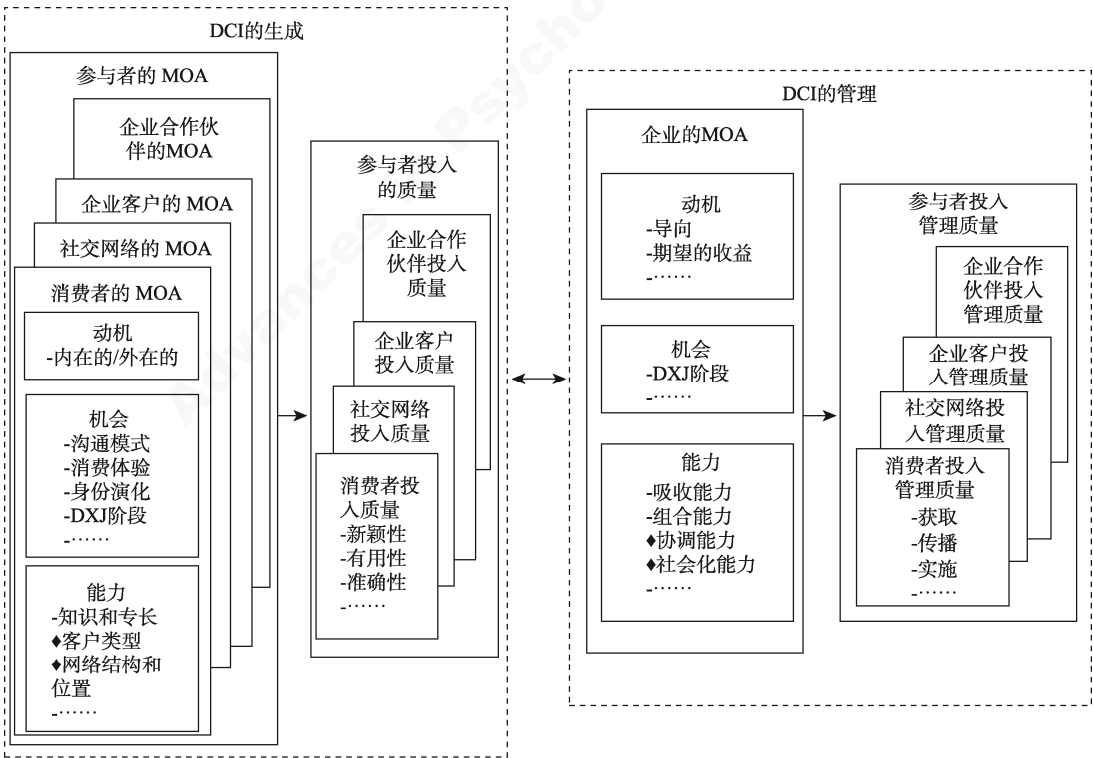 DCI的生成
参与者的 MOA
企业合作伙
伴的MOA
企业客户的 MOA
社交网络的 MOA
消费者的 MOA
动机
-内在的/外在的
机会
-沟通模式
-消费体验
-身份演化
-DXJ阶段
-……
能力
-知识和专长
♦客户类型
♦网络结构和
位置
-……
参与者投入
的质量
企业合作
伙伴投入
质量
企业客户
投入质量
社交网络
投入质量
消费者投
入质量
-新颖性
-有用性
-准确性
-……
DCI的管理
企业的MOA
动机
-导向
-期望的收益
-……
机会
-DXJ阶段
-……
能力
-吸收能力
-组合能力
♦协调能力
♦社会化能力
-……
参与者投入
管理质量
企业合作
伙伴投入
管理质量
企业客户投
入管理质量
社交网络投
入管理质量
消费者投入
管理质量
-获取
-传播
-实施
-……
Advances
Psycho